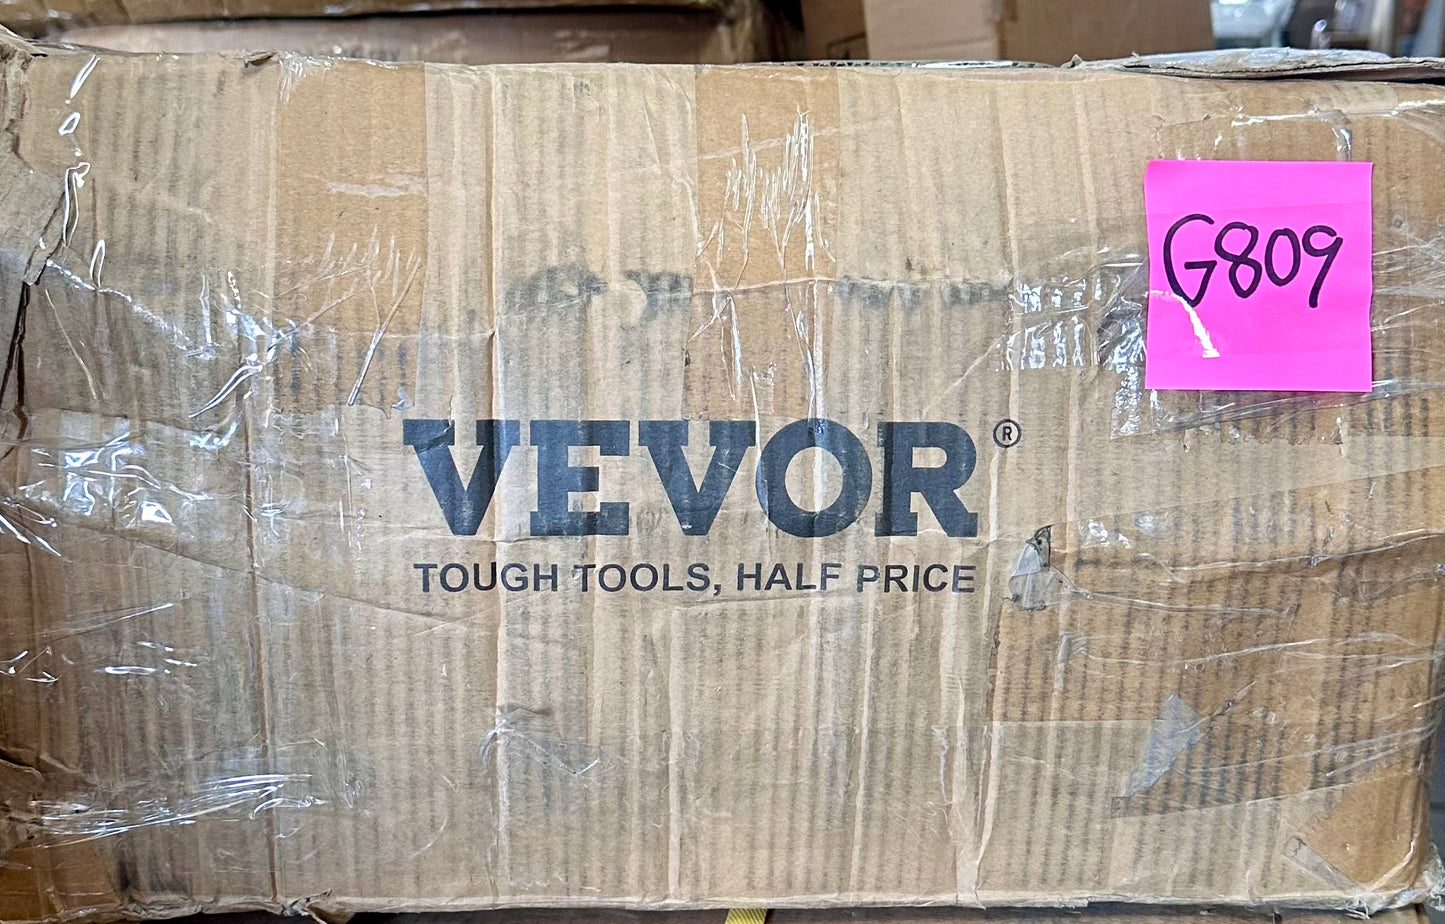 G809
VEVOR®
TOUGH TOOLS, HALF PRICE